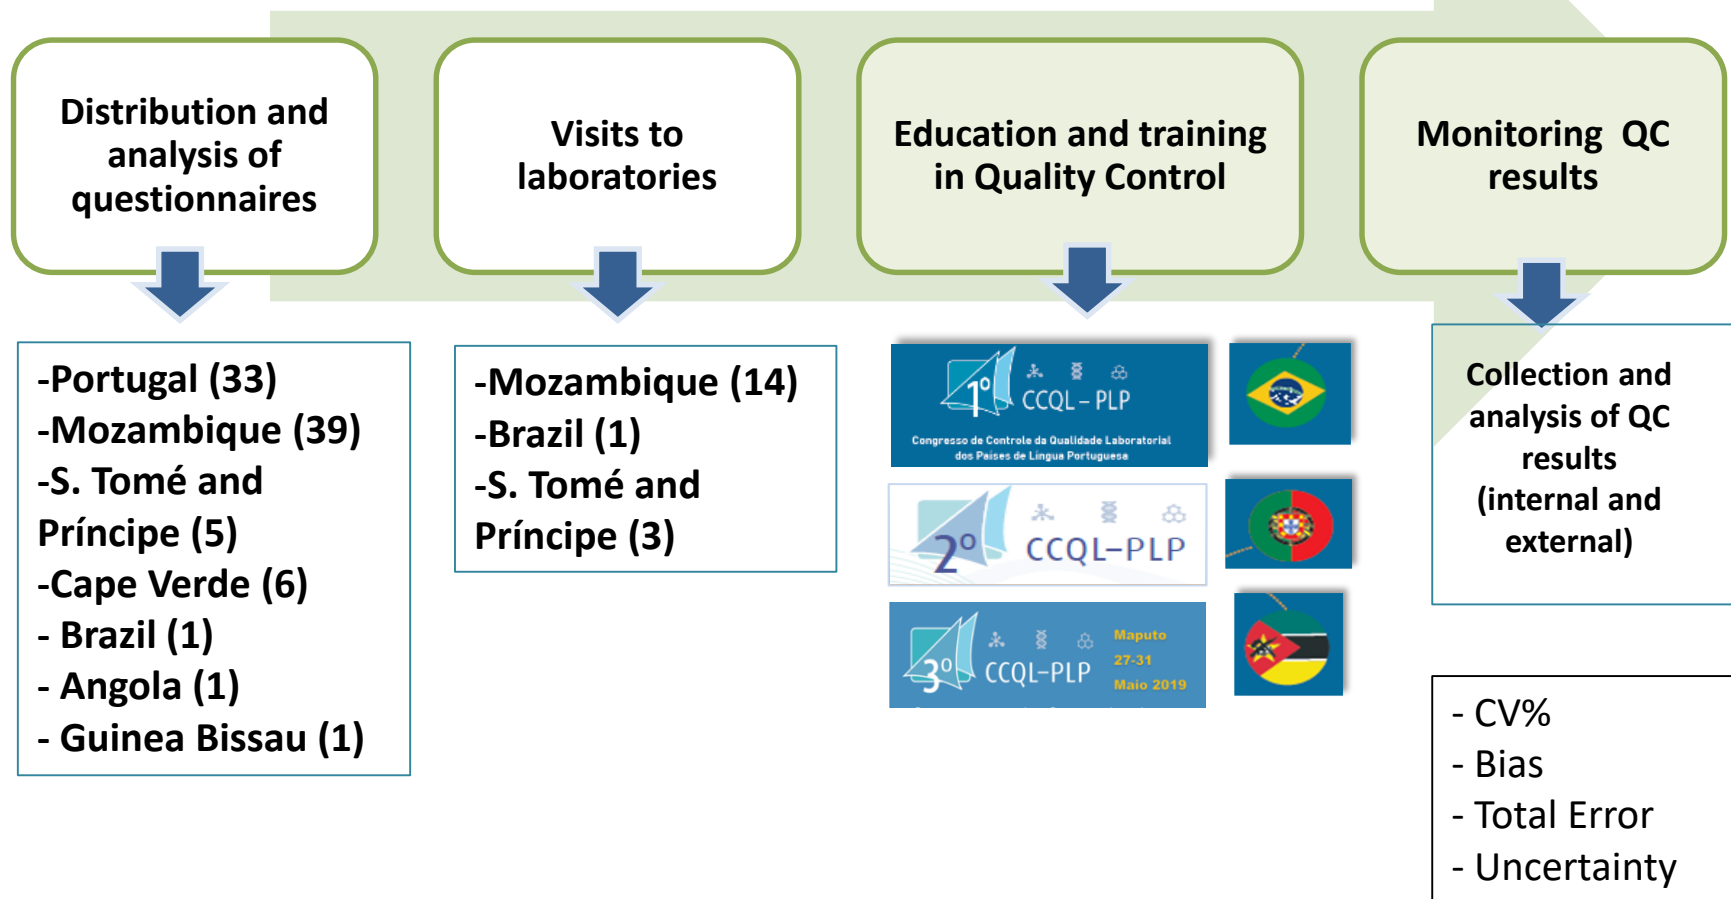 Distribution and
analysis of
questionnaires
Visits to
laboratories
Education and training
in Quality Control
Monitoring QC
results
-Portugal (33)
-Mozambique (39)
-S. Tomé and
Príncipe (5)
-Cape Verde (6)
- Brazil (1)
- Angola (1)
- Guinea Bissau (1)
-Mozambique (14)
-Brazil (1)
-S. Tomé and
Príncipe (3)
1º
CCQL – PLP
Congresso de Controle da Qualidade Laboratorial
dos Países de Língua Portuguesa
2º
CCQL–PLP
3º
CCQL–PLP
Maputo
27-31
Maio 2019
Collection and
analysis of QC
results
(internal and
external)
- CV%
- Bias
- Total Error
- Uncertainty